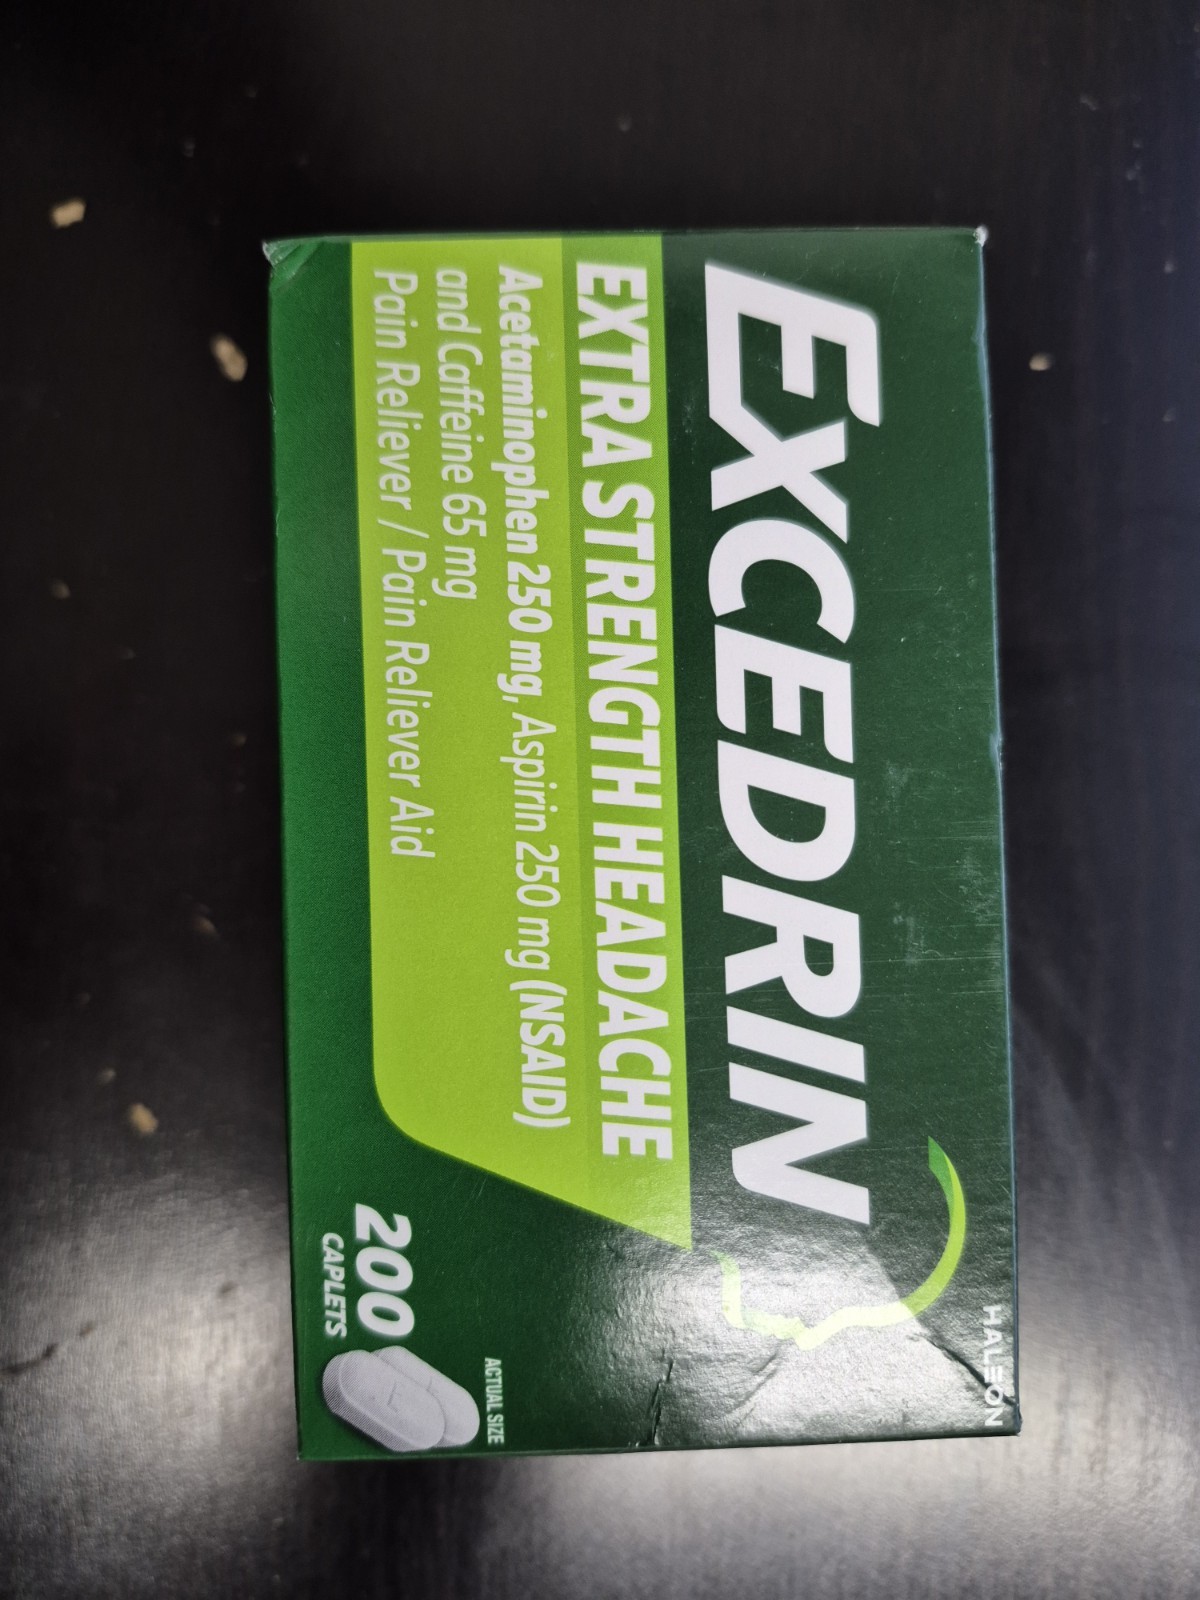 HALEON
EXCEDRIN
EXTRA STRENGTH HEADACHE
Acetaminophen 250 mg, Aspirin 250 mg (NSAID)
and Caffeine 65 mg
Pain Reliever / Pain Reliever Aid
ACTUAL SIZE
200
CAPLETS